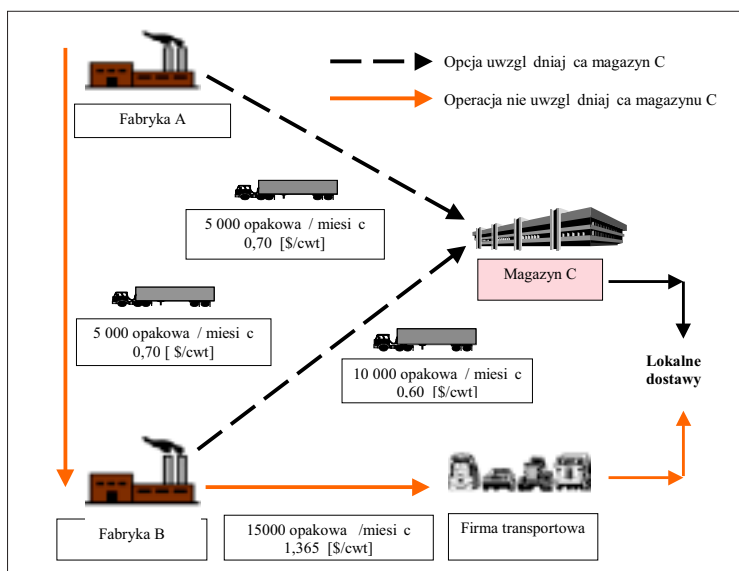 Opcja uwzgl dniaj ca magazyn C
Operacja nie uwzgl dniaj ca magazynu C
Fabryka A
5 000 opakowa / miesi c
0,70 [$/cwt]
Magazyn C
5 000 opakowa / miesi c
0,70 [ $/cwt]
10 000 opakowa / miesi c
0,60 [$/cwt]
Lokalne
dostawy
Fabryka B
15000 opakowa /miesi c
1,365 [$/cwt]
Firma transportowa